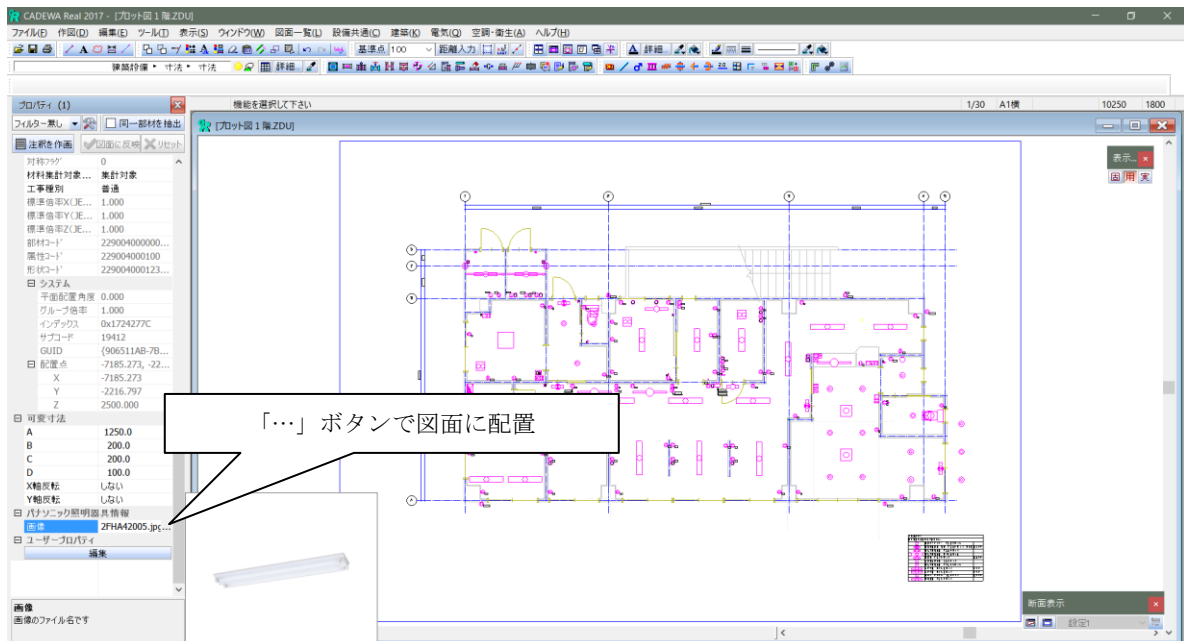 CADEWA Real 2017 - [プロット図１階.ZDU]
ファイル(F) 作図(D) 編集(E) ツール(T) 表示(S) ウィンドウ(W) 図面一覧(L) 設備共通(C) 建築(K) 電気(O) 空調・衛生(A) ヘルプ(H)
基準点 100 距離入力 詳細
建築設備・ 寸法・ 寸法 詳細
プロパティ (1) 機能を選択して下さい 1/30 A1横 10250 1800
フィルター無し 同一部材を抽出 [プロット図１階.ZDU]
注釈を作画 図面に反映 リセット
対称フラグ 0
材料集計対象... 集計対象
工事種別 普通
標準倍率X(JE... 1.000
標準倍率Y(JE... 1.000
標準倍率Z(JE... 1.000
部材コード 229004000000...
属性コード 229004000100
形状コード 229004000123...
システム
平面配置角度 0.000
グループ倍率 1.000
インデックス 0x1724277C
サブコード 19412
GUID {906511AB-7B...
配置点 -7185.273, -22...
X -7185.273
Y -2216.797
Z 2500.000
可変寸法
A 1250.0
B 200.0
C 200.0
D 100.0
X軸反転 しない
Y軸反転 しない
パナソニック照明器具情報
画像 2FHA42005.jpg...
ユーザープロパティ
編集
画像
画像のファイル名です
「…」ボタンで図面に配置
表示...
固 用 実
断面表示
設定1